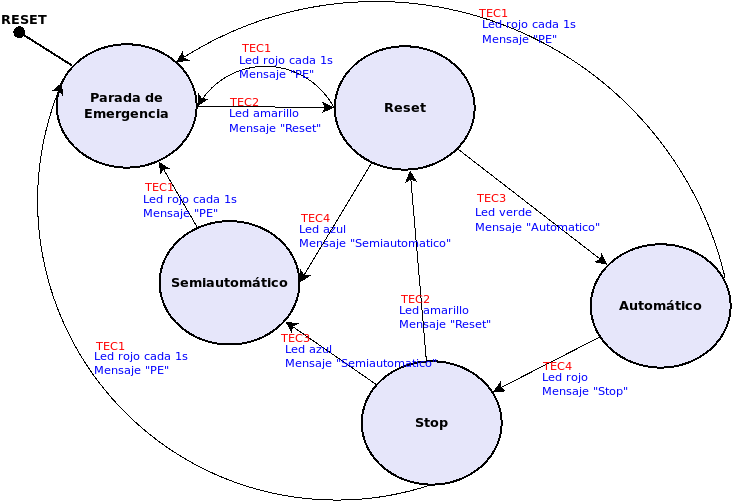 RESET
TEC1
Led rojo cada 1s
Mensaje "PE"
TEC1
Led rojo cada 1s
Mensaje "PE"
Parada de
Emergencia
TEC2
Led amarillo
Mensaje "Reset"
Reset
TEC1
Led rojo cada 1s
Mensaje "PE"
TEC3
Led verde
Mensaje "Automatico"
TEC4
Led azul
Mensaje "Semiautomatico"
Semiautomático
TEC2
Led amarillo
Mensaje "Reset"
Automático
TEC1
Led rojo cada 1s
Mensaje "PE"
TEC3
Led azul
Mensaje "Semiautomatico"
TEC4
Led rojo
Mensaje "Stop"
Stop